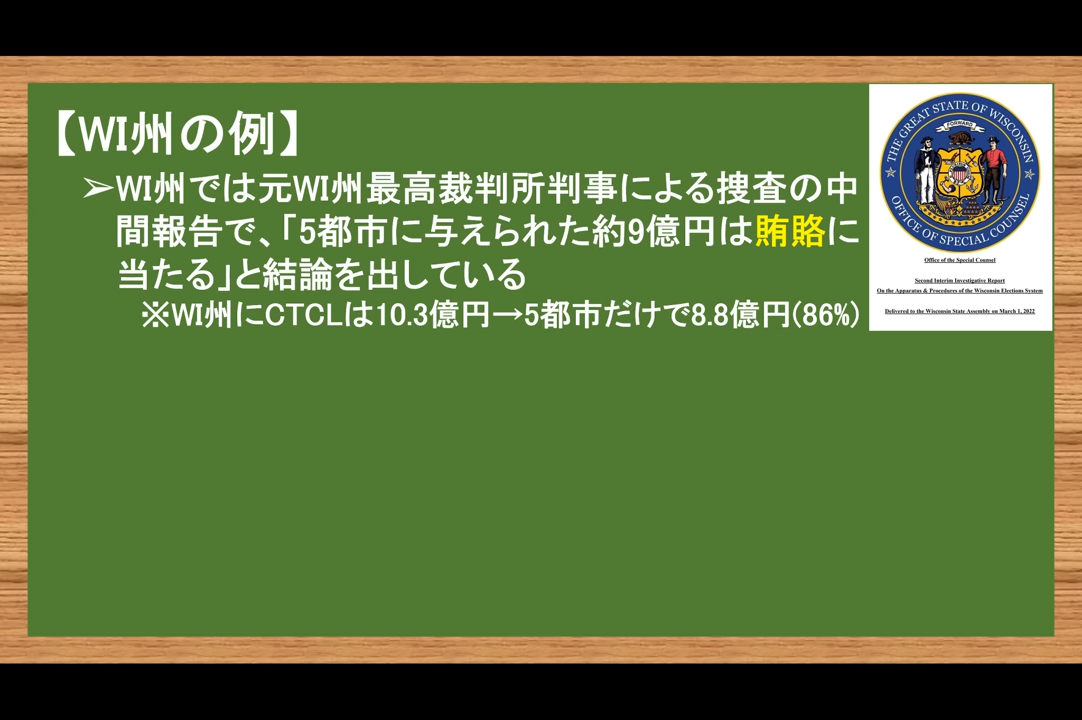 【WI州の例】
➢WI州では元WI州最高裁判所判事による捜査の中
間報告で、「5都市に与えられた約9億円は賄賂に
当たる」と結論を出している
※WI州にCTCLは10.3億円→5都市だけで8.8億円(86%)
THE GREAT STATE OF WISCONSIN
FORWARD
OFFICE OF SPECIAL COUNSEL
Office of the Special Counsel
Second Interim Investigative Report
On the Apparatus & Procedures of the Wisconsin Elections System
Delivered to the Wisconsin State Assembly on March 1, 2022